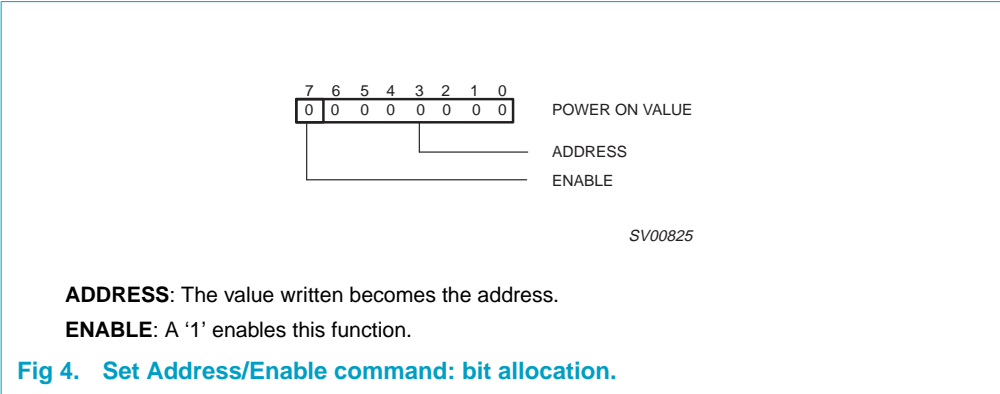 7 6 5 4 3 2 1 0
0 0 0 0 0 0 0 0 POWER ON VALUE
ADDRESS
ENABLE
SV00825
ADDRESS: The value written becomes the address.
ENABLE: A ‘1’ enables this function.
Fig 4. Set Address/Enable command: bit allocation.